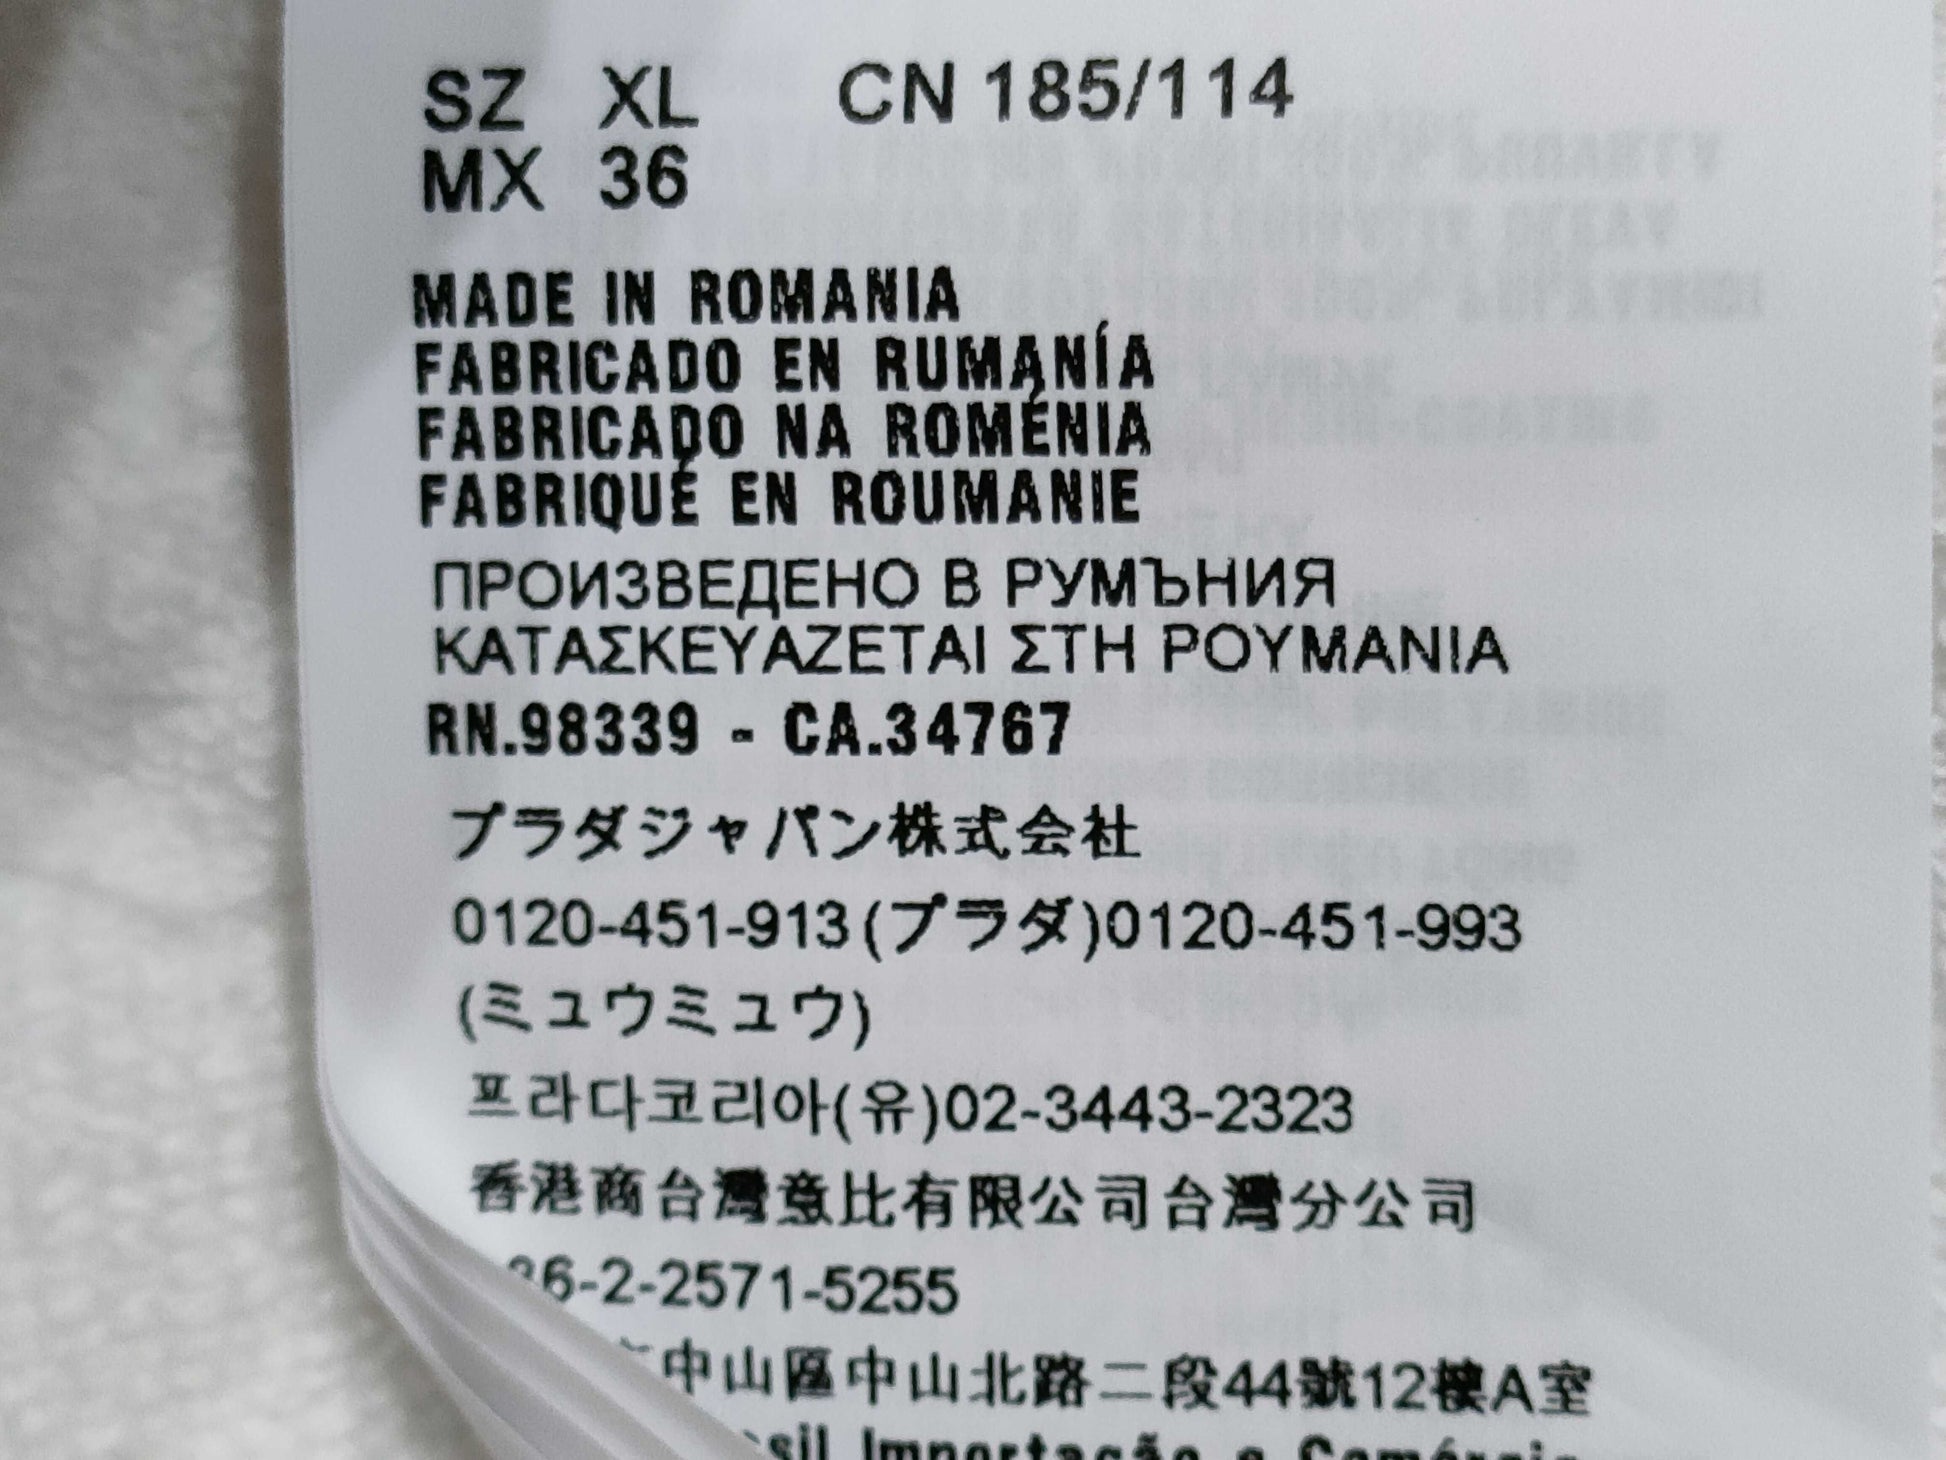 SZ XL CN 185/114
MX 36
MADE IN ROMANIA
FABRICADO EN RUMANÍA
FABRICADO NA ROMÉNIA
FABRIQUÉ EN ROUMANIE
ПРОИЗВЕДЕНО В РУМЪНИЯ
ΚΑΤΑΣΚΕΥΑΖΕΤΑΙ ΣΤΗ ΡΟΥΜΑΝΙΑ
RN.98339 - CA.34767
プラダジャパン株式会社
0120-451-913(プラダ)0120-451-993
(ミュウミュウ)
프라다코리아(유)02-3443-2323
香港商台灣意比有限公司台灣分公司
6-2-2571-5255
中山區中山北路二段44號12樓A室
Importação e